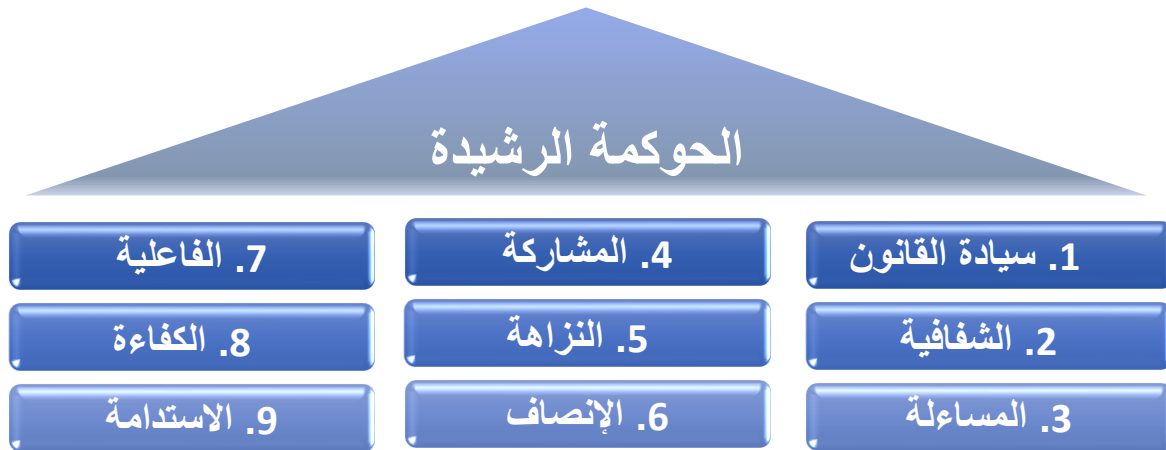 الحوكمة الرشيدة
1. سيادة القانون
2. الشفافية
3. المساءلة
4. المشاركة
5. النزاهة
6. الإنصاف
7. الفاعلية
8. الكفاءة
9. الاستدامة